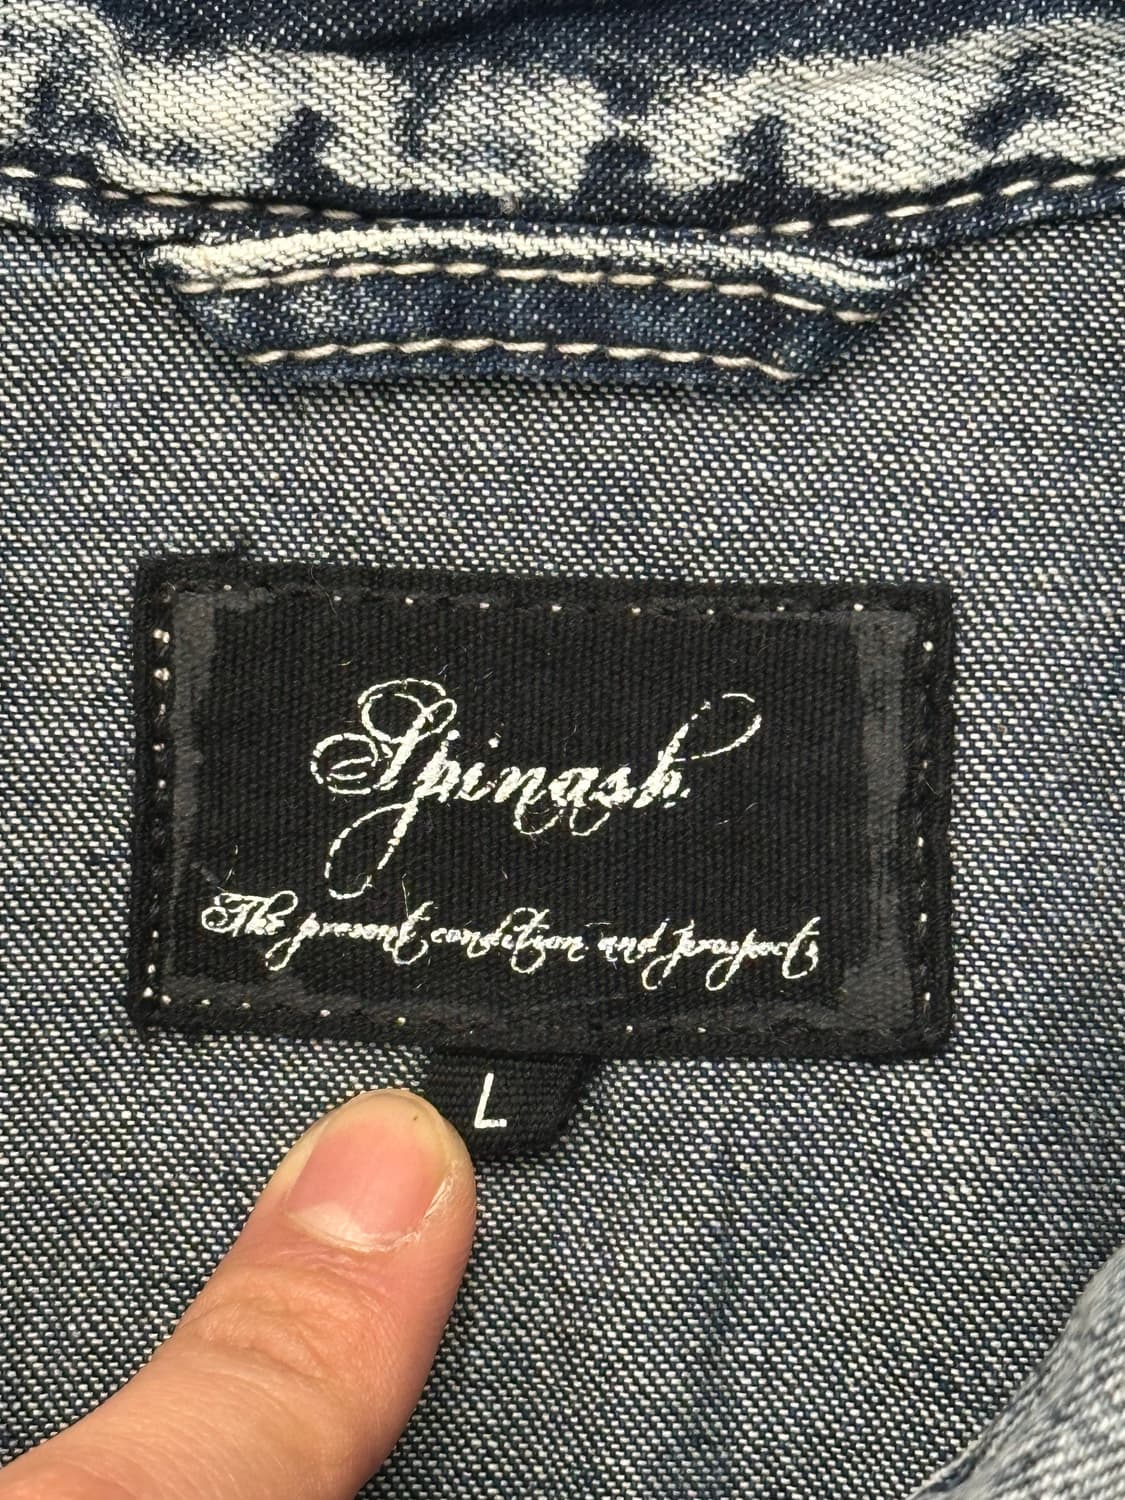 Spinash
The present condition and prospects
L